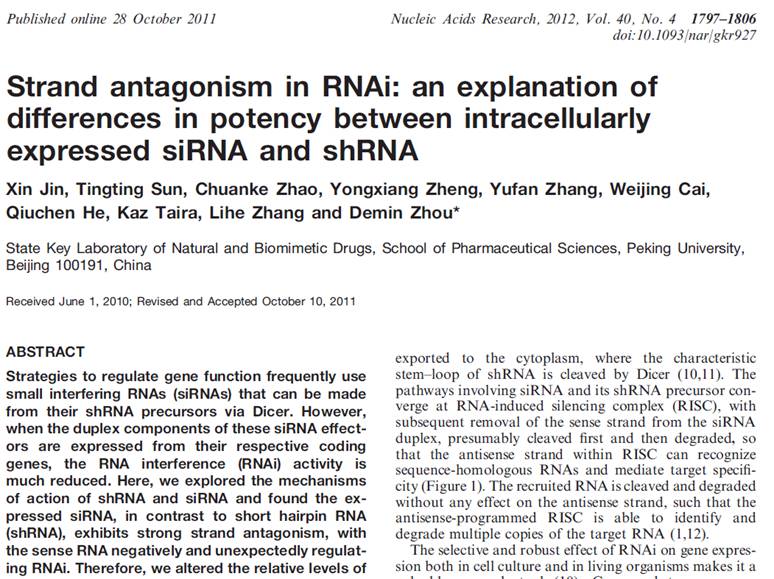 Published online 28 October 2011
Nucleic Acids Research, 2012, Vol. 40, No. 4 1797–1806
doi:10.1093/nar/gkr927
Strand antagonism in RNAi: an explanation of
differences in potency between intracellularly
expressed siRNA and shRNA
Xin Jin, Tingting Sun, Chuanke Zhao, Yongxiang Zheng, Yufan Zhang, Weijing Cai,
Qiuchen He, Kaz Taira, Lihe Zhang and Demin Zhou*
State Key Laboratory of Natural and Biomimetic Drugs, School of Pharmaceutical Sciences, Peking University,
Beijing 100191, China
Received June 1, 2010; Revised and Accepted October 10, 2011
ABSTRACT
Strategies to regulate gene function frequently use
small interfering RNAs (siRNAs) that can be made
from their shRNA precursors via Dicer. However,
when the duplex components of these siRNA effect-
ors are expressed from their respective coding
genes, the RNA interference (RNAi) activity is
much reduced. Here, we explored the mechanisms
of action of shRNA and siRNA and found the ex-
pressed siRNA, in contrast to short hairpin RNA
(shRNA), exhibits strong strand antagonism, with
the sense RNA negatively and unexpectedly regulat-
ing RNAi. Therefore, we altered the relative levels of
exported to the cytoplasm, where the characteristic
stem–loop of shRNA is cleaved by Dicer (10,11). The
pathways involving siRNA and its shRNA precursor con-
verge at RNA-induced silencing complex (RISC), with
subsequent removal of the sense strand from the siRNA
duplex, presumably cleaved first and then degraded, so
that the antisense strand within RISC can recognize
sequence-homologous RNAs and mediate target specifi-
city (Figure 1). The recruited RNA is cleaved and degraded
without any effect on the antisense strand, such that the
antisense-programmed RISC is able to identify and
degrade multiple copies of the target RNA (1,12).
The selective and robust effect of RNAi on gene expres-
sion both in cell culture and in living organisms makes it a